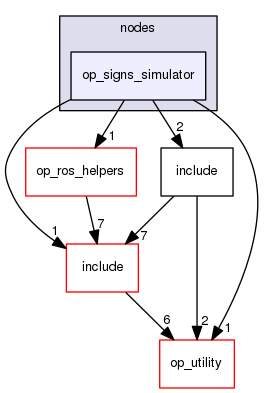 nodes
op_signs_simulator
1
2
op_ros_helpers
include
7
7
1
include
6
2
1
op_utility